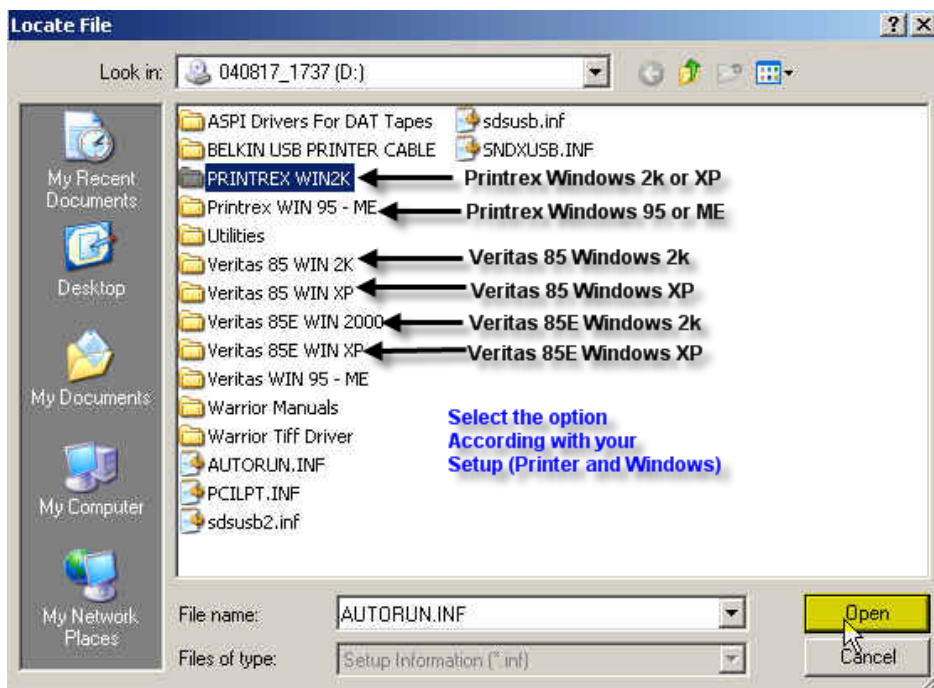 Locate File
Look in: 040817_1737 (D:)
My Recent
Documents
Desktop
My Documents
My Computer
My Network
Places
ASPI Drivers For DAT Tapes
BELKIN USB PRINTER CABLE
PRINTREX WIN2K
Printrex WIN 95 - ME
Utilities
Veritas 85 WIN 2K
Veritas 85 WIN XP
Veritas 85E WIN 2000
Veritas 85E WIN XP
Veritas WIN 95 - ME
Warrior Manuals
Warrior Tiff Driver
AUTORUN.INF
PCILPT.INF
sdsusb2.inf
sdsusb.inf
SNDXUSB.INF
Printrex Windows 2k or XP
Printrex Windows 95 or ME
Veritas 85 Windows 2k
Veritas 85 Windows XP
Veritas 85E Windows 2k
Veritas 85E Windows XP
Select the option
According with your
Setup (Printer and Windows)
File name: AUTORUN.INF
Open
Files of type: Setup Information (*.inf)
Cancel